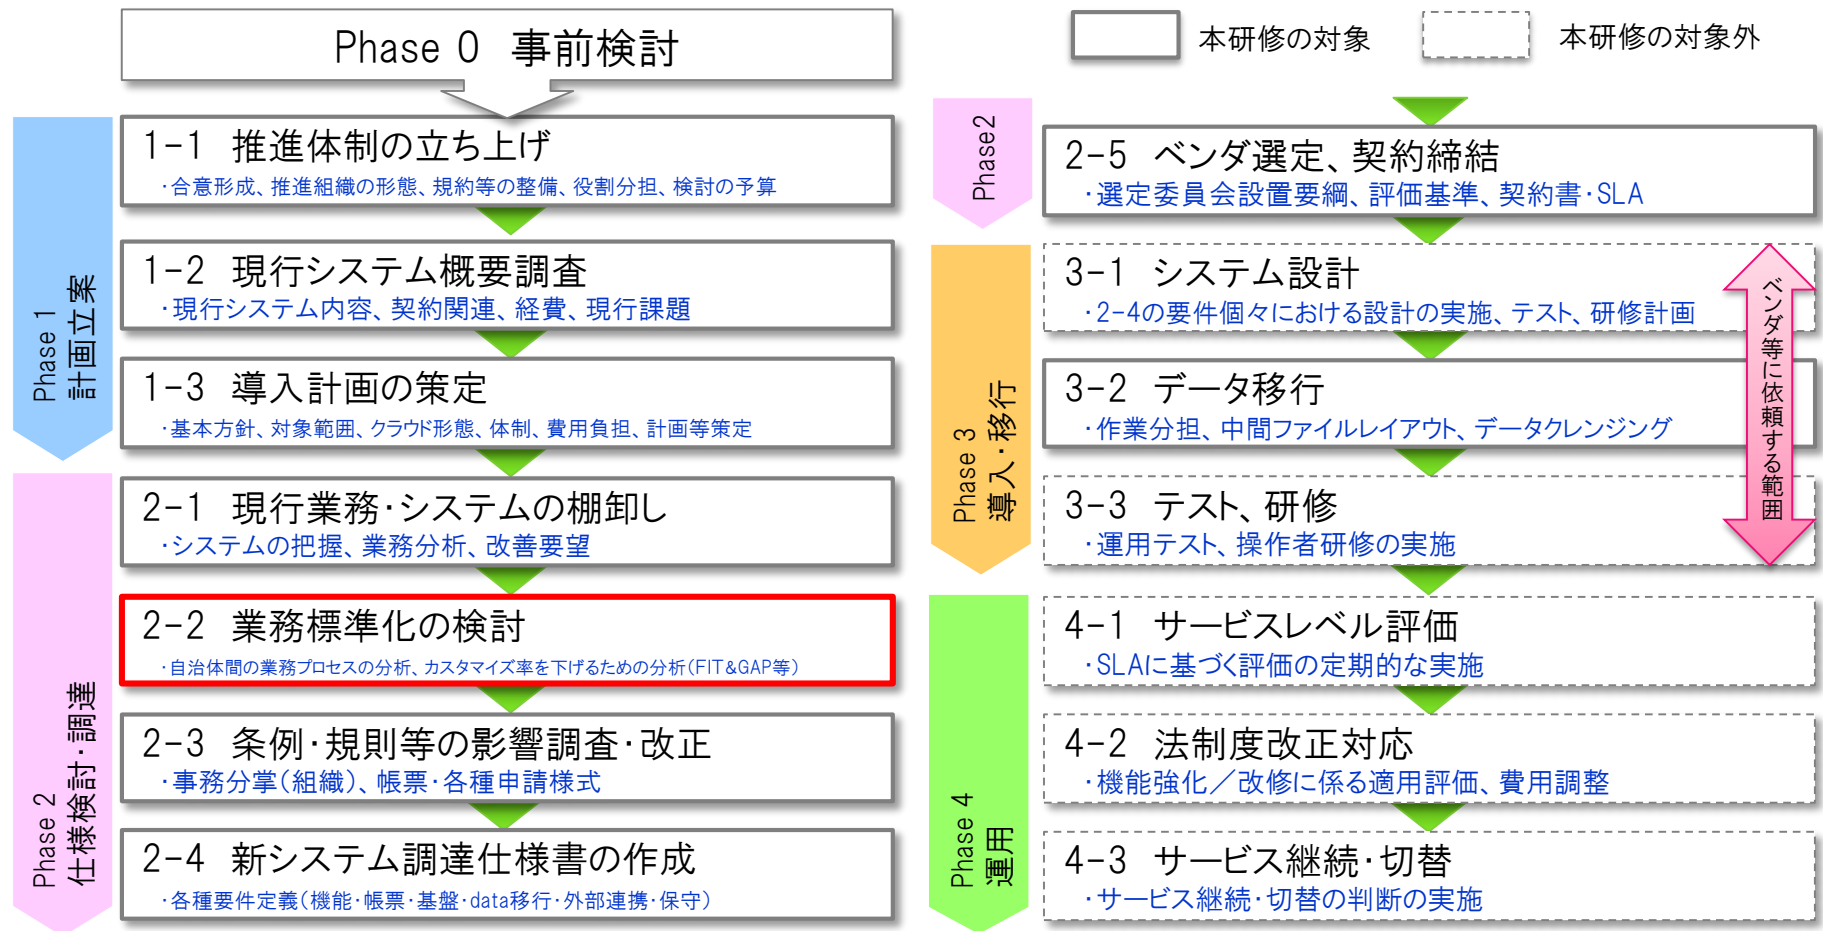 Phase 0 事前検討
本研修の対象
本研修の対象外
Phase 1
計画立案
1-1 推進体制の立ち上げ
・合意形成、推進組織の形態、規約等の整備、役割分担、検討の予算
1-2 現行システム概要調査
・現行システム内容、契約関連、経費、現行課題
1-3 導入計画の策定
・基本方針、対象範囲、クラウド形態、体制、費用負担、計画等策定
Phase 2
仕様検討・調達
2-1 現行業務・システムの棚卸し
・システムの把握、業務分析、改善要望
2-2 業務標準化の検討
・自治体間の業務プロセスの分析、カスタマイズ率を下げるための分析(FIT&GAP等)
2-3 条例・規則等の影響調査・改正
・事務分掌(組織)、帳票・各種申請様式
2-4 新システム調達仕様書の作成
・各種要件定義(機能・帳票・基盤・data移行・外部連携・保守)
Phase2
2-5 ベンダ選定、契約締結
・選定委員会設置要綱、評価基準、契約書・SLA
Phase 3
導入・移行
3-1 システム設計
・2-4の要件個々における設計の実施、テスト、研修計画
3-2 データ移行
・作業分担、中間ファイルレイアウト、データクレンジング
3-3 テスト、研修
・運用テスト、操作者研修の実施
ベンダ等に依頼する範囲
Phase 4
運用
4-1 サービスレベル評価
・SLAに基づく評価の定期的な実施
4-2 法制度改正対応
・機能強化/改修に係る適用評価、費用調整
4-3 サービス継続・切替
・サービス継続・切替の判断の実施